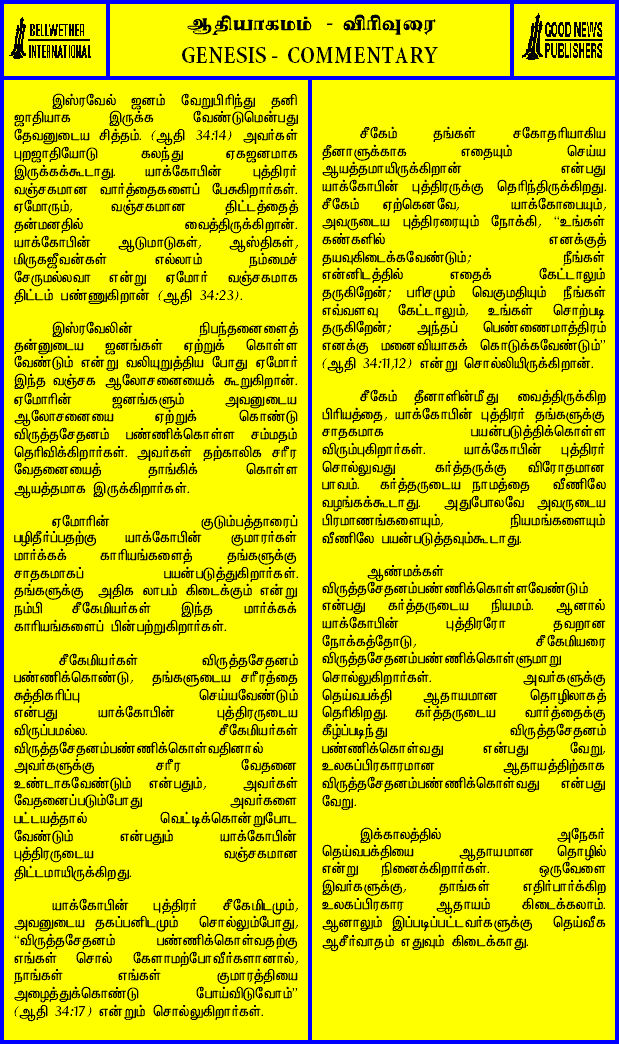 BELLWETHER
INTERNATIONAL
ஆதியாகமம் - விரிவுரை
GENESIS - COMMENTARY
GOOD NEWS
PUBLISHERS
இஸ்ரவேல் ஜனம் வேறுபிரிந்து தனி
ஜாதியாக இருக்க வேண்டுமென்பது
தேவனுடைய சித்தம். (ஆதி 34:14) அவர்கள்
புறஜாதியோடு கலந்து ஏகஜனமாக
இருக்கக்கூடாது. யாக்கோபின் புத்திரர்
வஞ்சகமான வார்த்தைகளைப் பேசுகிறார்கள்.
ஏமோரும், வஞ்சகமான திட்டத்தைத்
தன்மனதில் வைத்திருக்கிறான்.
யாக்கோபின் ஆடுமாடுகள், ஆஸ்திகள்,
மிருகஜீவன்கள் எல்லாம் நம்மைச்
சேருமல்லவா என்று ஏமோர் வஞ்சகமாக
திட்டம் பண்ணுகிறான் (ஆதி 34:23).
இஸ்ரவேலின் நிபந்தனைளைத்
தன்னுடைய ஜனங்கள் ஏற்றுக் கொள்ள
வேண்டும் என்று வலியுறுத்திய போது ஏமோர்
இந்த வஞ்சக ஆலோசனையைக் கூறுகிறான்.
ஏமோரின் ஜனங்களும் அவனுடைய
ஆலோசனையை ஏற்றுக் கொண்டு
விருத்தசேதனம் பண்ணிக்கொள்ள சம்மதம்
தெரிவிக்கிறார்கள். அவர்கள் தற்காலிக சரீர
வேதனையைத் தாங்கிக் கொள்ள
ஆயத்தமாக இருக்கிறார்கள்.
ஏமோரின் குடும்பத்தாரைப்
பழிதீர்ப்பதற்கு யாக்கோபின் குமாரர்கள்
மார்க்கக் காரியங்களைத் தங்களுக்கு
சாதகமாகப் பயன்படுத்துகிறார்கள்.
தங்களுக்கு அதிக லாபம் கிடைக்கும் என்று
நம்பி சீகேமியர்கள் இந்த மார்க்கக்
காரியங்களைப் பின்பற்றுகிறார்கள்.
சீகேமியர்கள் விருத்தசேதனம்
பண்ணிக்கொண்டு, தங்களுடைய சரீரத்தை
சுத்திகரிப்பு செய்யவேண்டும்
என்பது யாக்கோபின் புத்திரருடைய
விருப்பமல்ல. சீகேமியர்கள்
விருத்தசேதனம்பண்ணிக்கொள்வதினால்
அவர்களுக்கு சரீர வேதனை
உண்டாகவேண்டும் என்பதும், அவர்கள்
வேதனைப்படும்போது அவர்களை
பட்டயத்தால் வெட்டிக்கொன்றுபோட
வேண்டும் என்பதும் யாக்கோபின்
புத்திரருடைய வஞ்சகமான
திட்டமாயிருக்கிறது.
யாக்கோபின் புத்திரர் சீகேமிடமும்,
அவனுடைய தகப்பனிடமும் சொல்லும்போது,
"விருத்தசேதனம் பண்ணிக்கொள்வதற்கு
எங்கள் சொல் கேளாமற்போவீர்களானால்,
நாங்கள் எங்கள் குமாரத்தியை
அழைத்துக்கொண்டு போய்விடுவோம்"
(ஆதி 34:17) என்றும் சொல்லுகிறார்கள்.
சீகேம் தங்கள் சகோதரியாகிய
தீனாளுக்காக எதையும் செய்ய
ஆயத்தமாயிருக்கிறான் என்பது
யாக்கோபின் புத்திரருக்கு தெரிந்திருக்கிறது.
சீகேம் ஏற்கெனவே, யாக்கோபையும்,
அவருடைய புத்திரரையும் நோக்கி, "உங்கள்
கண்களில் எனக்குத்
தயவுகிடைக்கவேண்டும்; நீங்கள்
என்னிடத்தில் எதைக் கேட்டாலும்
தருகிறேன்; பரிசமும் வெகுமதியும் நீங்கள்
எவ்வளவு கேட்டாலும், உங்கள் சொற்படி
தருகிறேன்; அந்தப் பெண்ணைமாத்திரம்
எனக்கு மனைவியாகக் கொடுக்கவேண்டும்"
(ஆதி 34:11,12) என்று சொல்லியிருக்கிறான்.
சீகேம் தீனாளின்மீது வைத்திருக்கிற
பிரியத்தை, யாக்கோபின் புத்திரர் தங்களுக்கு
சாதகமாக பயன்படுத்திக்கொள்ள
விரும்புகிறார்கள். யாக்கோபின் புத்திரர்
சொல்லுவது கர்த்தருக்கு விரோதமான
பாவம். கர்த்தருடைய நாமத்தை வீணிலே
வழங்கக்கூடாது. அதுபோலவே அவருடைய
பிரமாணங்களையும், நியமங்களையும்
வீணிலே பயன்படுத்தவும்கூடாது.
ஆண்மக்கள்
விருத்தசேதனம்பண்ணிக்கொள்ளவேண்டும்
என்பது கர்த்தருடைய நியமம். ஆனால்
யாக்கோபின் புத்திரரோ தவறான
நோக்கத்தோடு, சீகேமியரை
விருத்தசேதனம்பண்ணிக்கொள்ளுமாறு
சொல்லுகிறார்கள். அவர்களுக்கு
தெய்வபக்தி ஆதாயமான தொழிலாகத்
தெரிகிறது. கர்த்தருடைய வார்த்தைக்கு
கீழ்ப்படிந்து விருத்தசேதனம்
பண்ணிக்கொள்வது என்பது வேறு,
உலகப்பிரகாரமான ஆதாயத்திற்காக
விருத்தசேதனம்பண்ணிக்கொள்வது என்பது
வேறு.
இக்காலத்தில் அநேகர்
தெய்வபக்தியை ஆதாயமான தொழில்
என்று நினைக்கிறார்கள். ஒருவேளை
இவர்களுக்கு, தாங்கள் எதிர்பார்க்கிற
உலகப்பிரகார ஆதாயம் கிடைக்கலாம்.
ஆனாலும் இப்படிப்பட்டவர்களுக்கு தெய்வீக
ஆசீர்வாதம் எதுவும் கிடைக்காது.